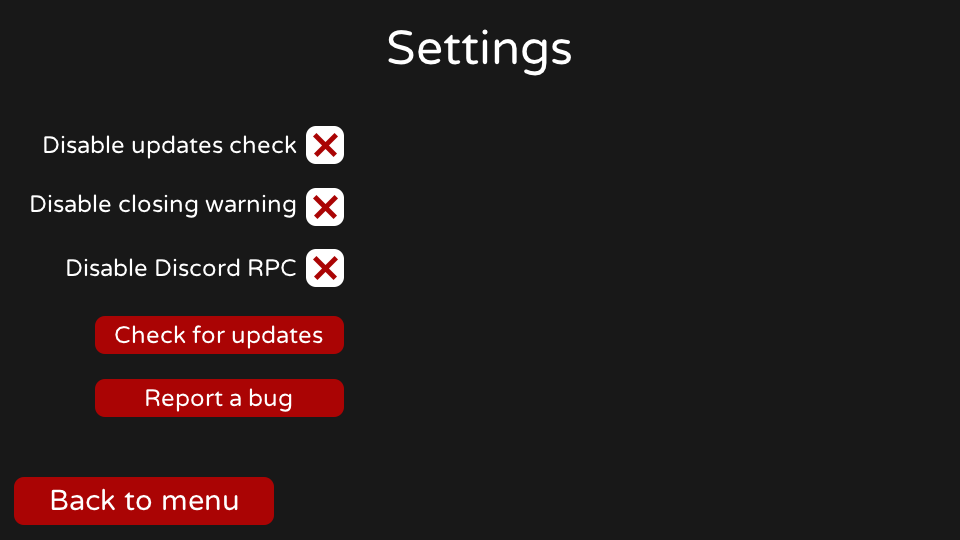 Settings
Disable updates check
Disable closing warning
Disable Discord RPC
Check for updates
Report a bug
Back to menu